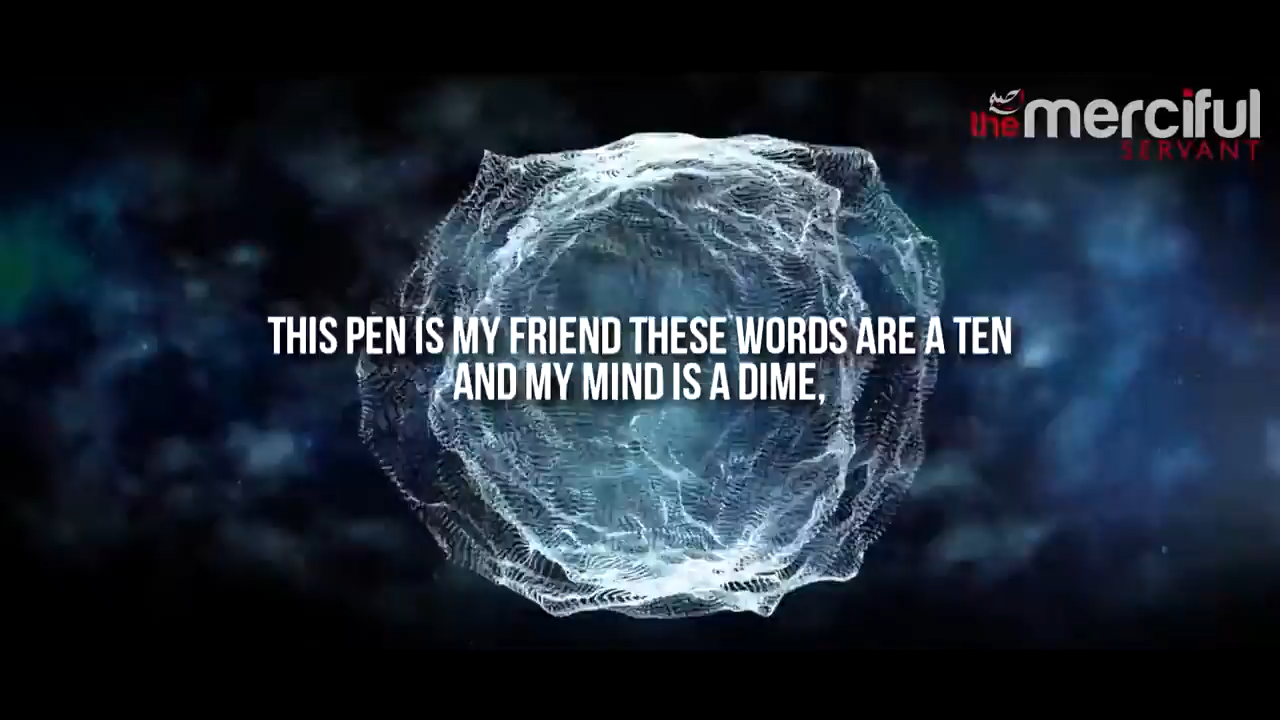 the merciful
SERVANT
THIS PEN IS MY FRIEND THESE WORDS ARE A TEN
AND MY MIND IS A DIME,